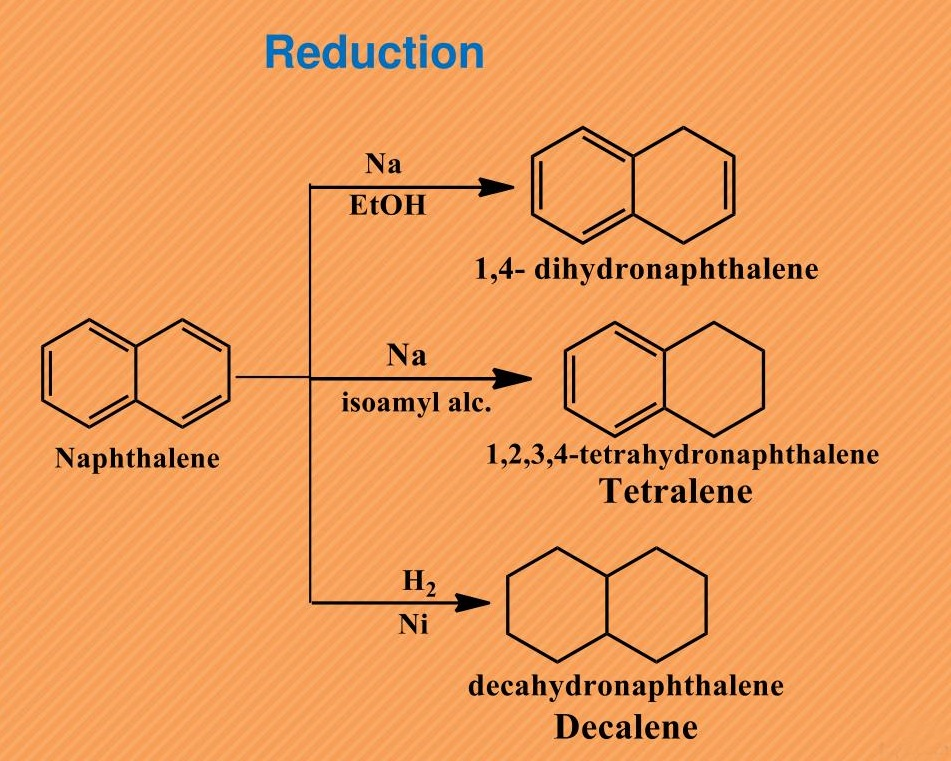 Reduction
Na
EtOH
1,4- dihydronaphthalene
Naphthalene
Na
isoamyl alc.
1,2,3,4-tetrahydronaphthalene
Tetralene
H₂
Ni
decahydronaphthalene
Decalene